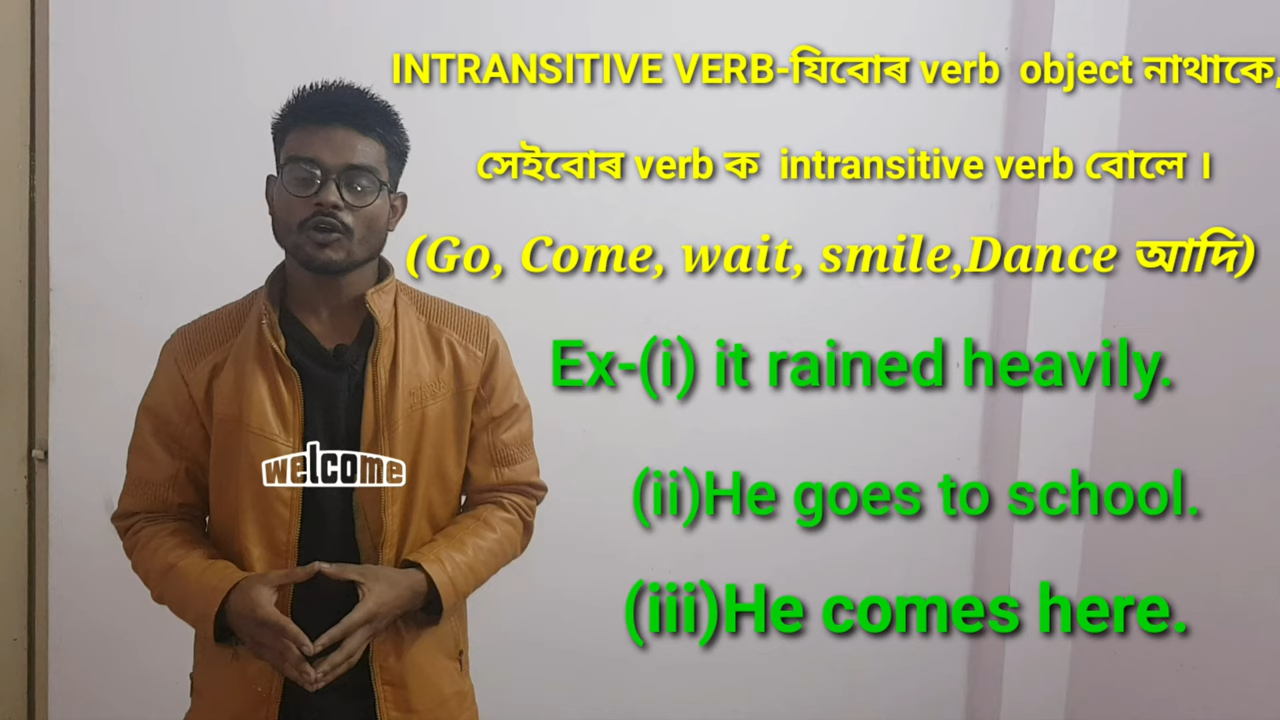 INTRANSITIVE VERB-যিবোৰ verb object নাথাকে,
সেইবোৰ verb ক intransitive verb বোলে ।
(Go, Come, wait, smile,Dance আদি)
Ex-(i) it rained heavily.
welcome
(ii)He goes to school.
(iii)He comes here.